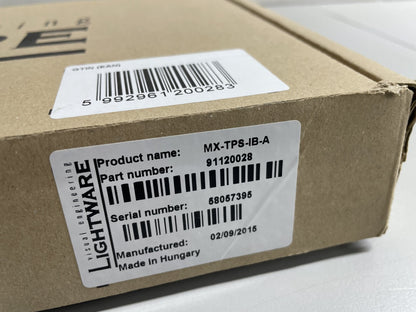 GTIN (EAN)
5 992961 200283
visual engineering
LIGHTWARE
Product name: MX-TPS-IB-A
Part number: 91120028
Serial number: 58057395
Manufactured: 02/09/2015
Made in Hungary